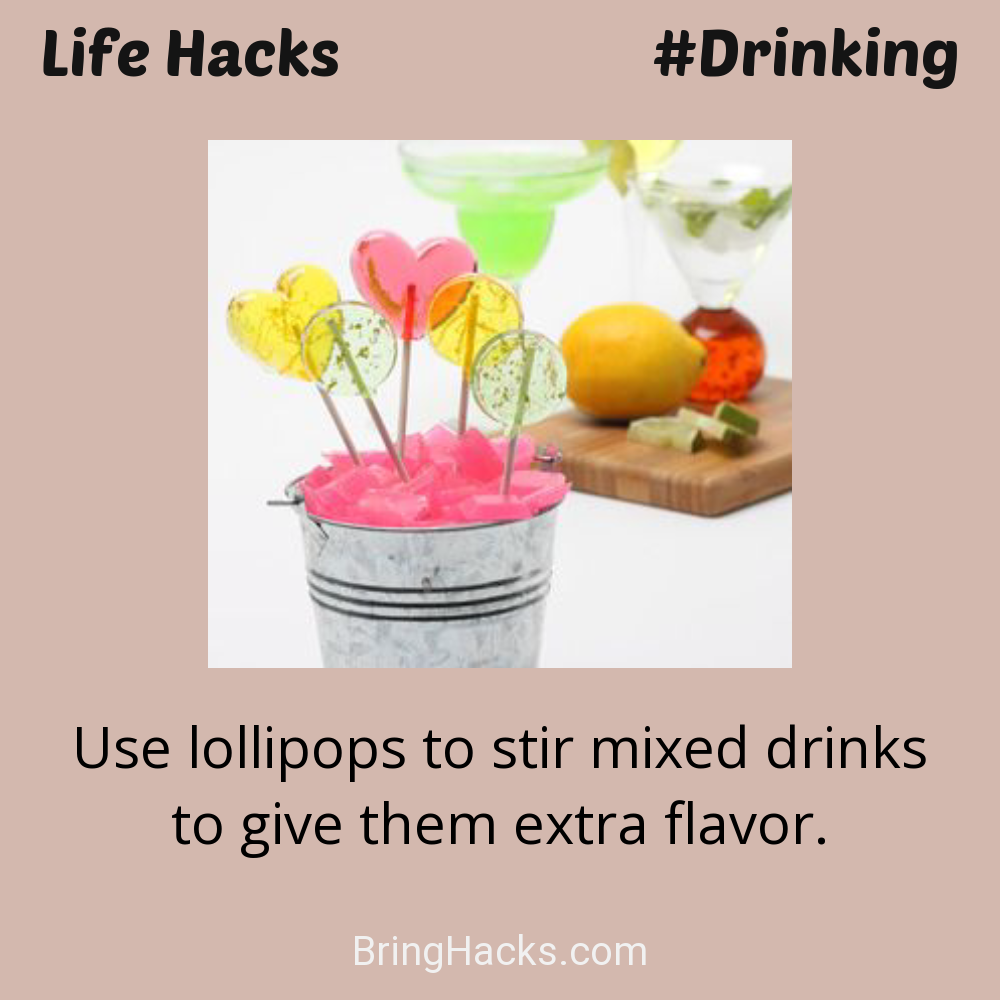 Life Hacks
#Drinking
Use lollipops to stir mixed drinks
to give them extra flavor.
BringHacks.com